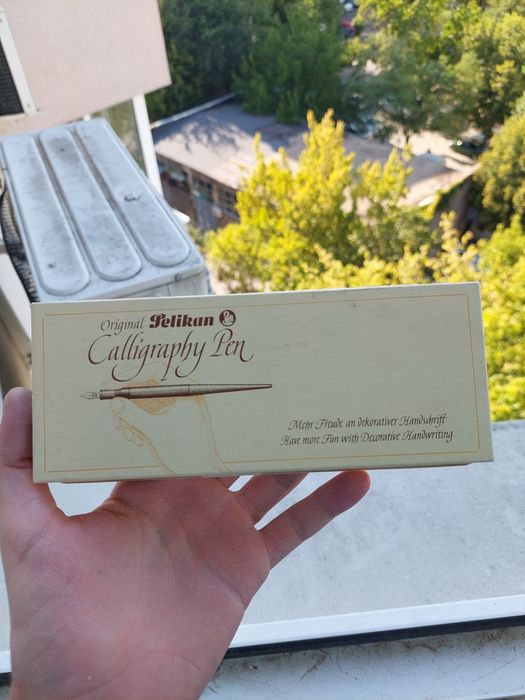 Original Pelikan
Calligraphy Pen
Mehr Freude an dekorativer Handschrift
Have more Fun with Decorative Handwriting